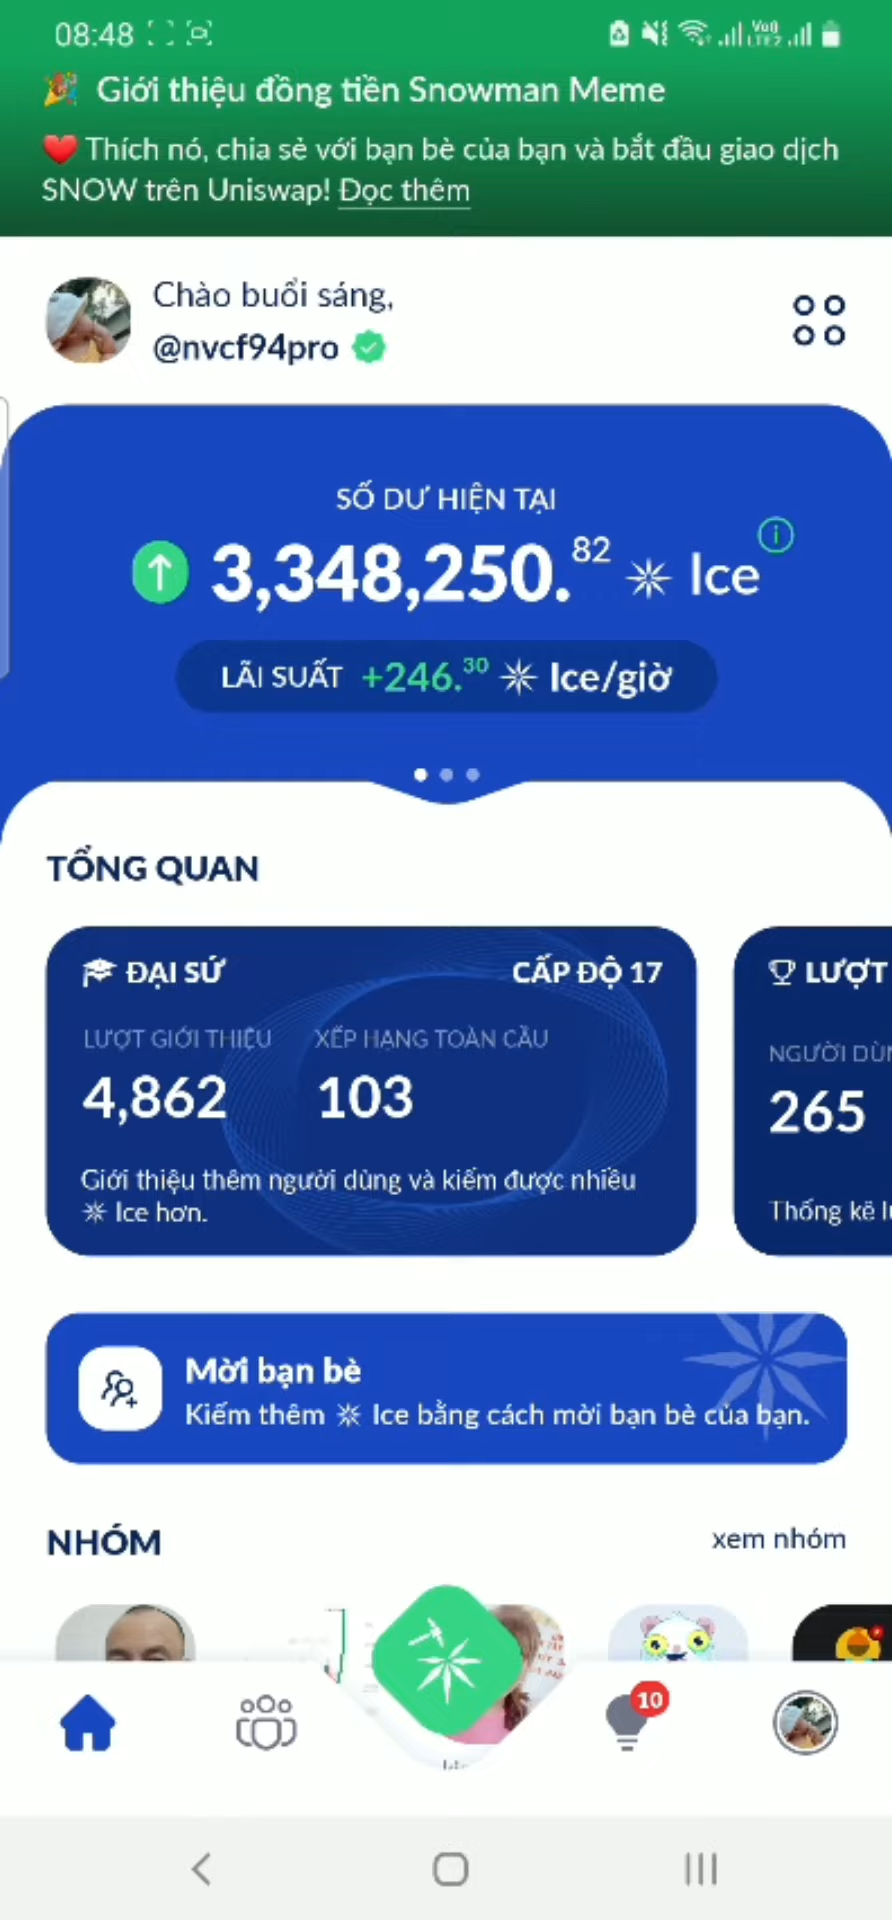 08:48
Giới thiệu đồng tiền Snowman Meme
Thích nó, chia sẻ với bạn bè của bạn và bắt đầu giao dịch
SNOW trên Uniswap! Đọc thêm
Chào buổi sáng,
@nvcf94pro
SỐ DƯ HIỆN TẠI
3,348,250.82 Ice
LÃI SUẤT +246.30 Ice/giờ
TỔNG QUAN
ĐẠI SỨ CẤP ĐỘ 17
LƯỢT GIỚI THIỆU XẾP HẠNG TOÀN CẦU
4,862 103
Giới thiệu thêm người dùng và kiếm được nhiều
Ice hơn.
LƯỢT
NGƯỜI DÙN
265
Thống kê l
Mời bạn bè
Kiếm thêm Ice bằng cách mời bạn bè của bạn.
NHÓM xem nhóm
10